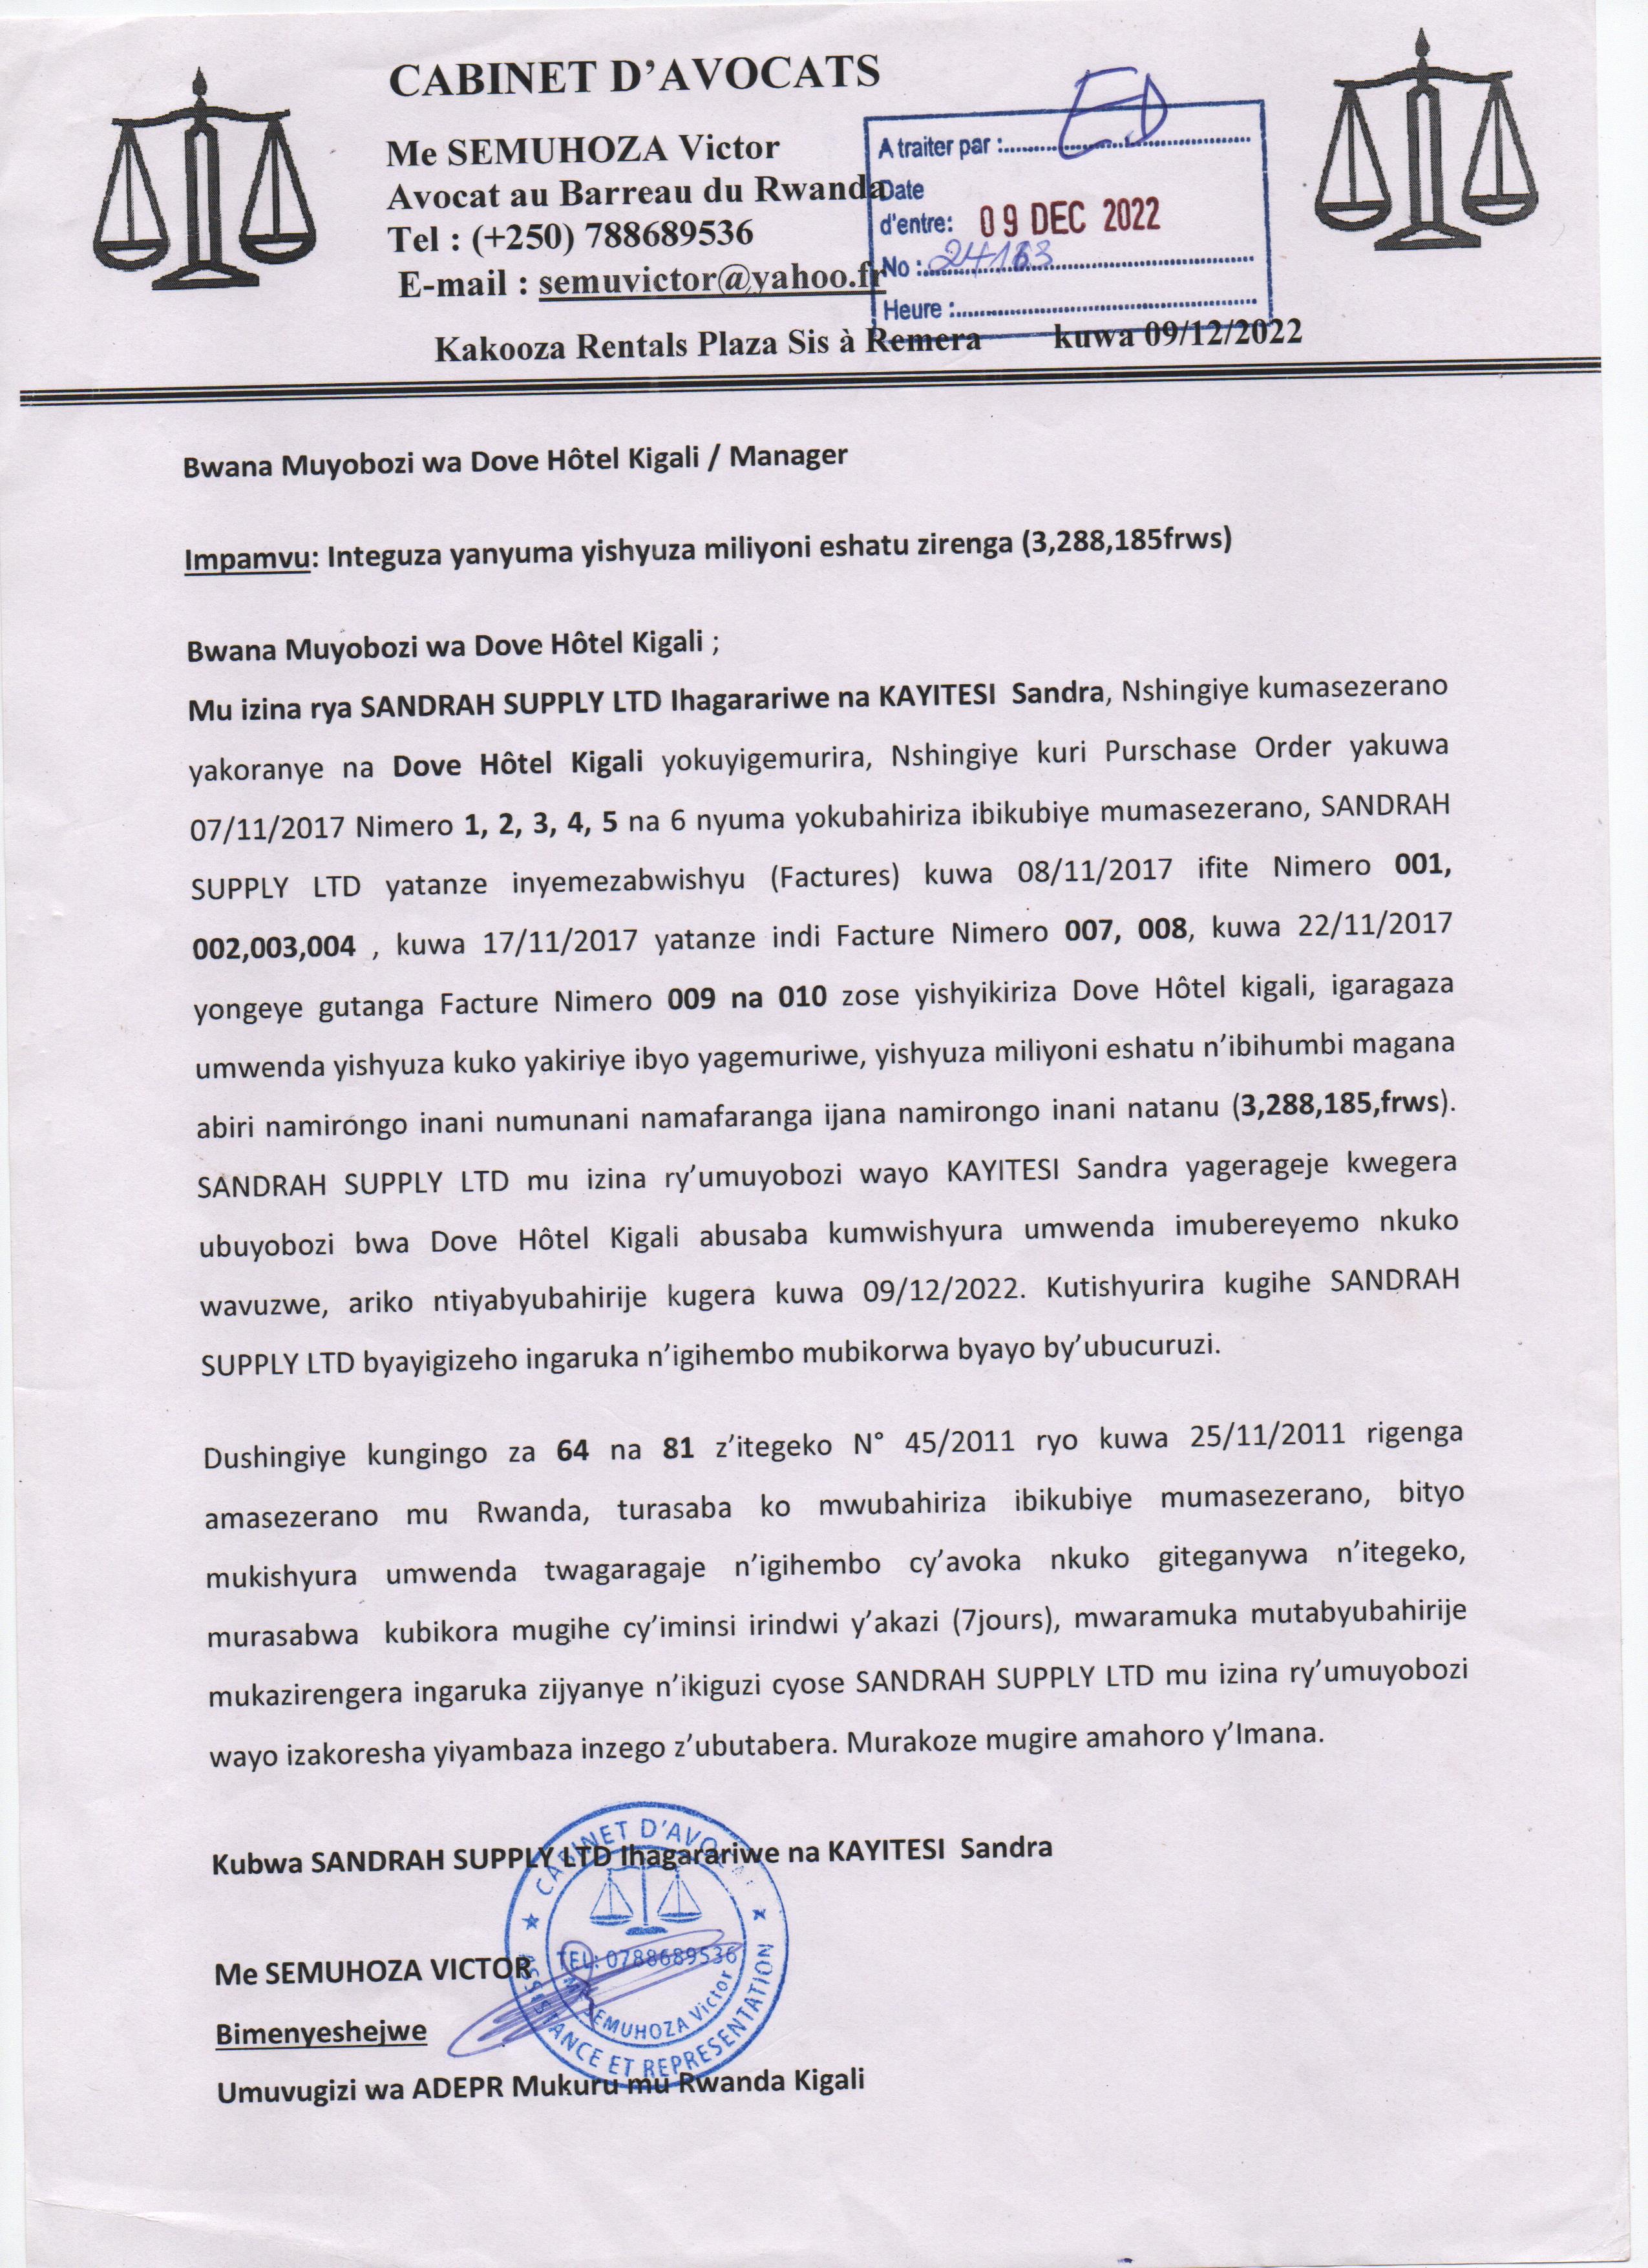 CABINET D'AVOCATS
Me SEMUHOZA Victor
Avocat au Barreau du Rwanda
Tel : (+250) 788689536
E-mail : semuvictor@yahoo.fr
Kakooza Rentals Plaza Sis à Remera kuwa 09/12/2022
A traiter par :
Date
d'entre: 09 DEC 2022
No :
Heure :
Bwana Muyobozi wa Dove Hôtel Kigali / Manager
Impamvu: Integuza yanyuma yishyuza miliyoni eshatu zirenga (3,288,185frws)
Bwana Muyobozi wa Dove Hôtel Kigali ;
Mu izina rya SANDRAH SUPPLY LTD Ihagarariwe na KAYITESI Sandra, Nshingiye kumasezerano
yakoranye na Dove Hôtel Kigali yokuyigemurira, Nshingiye kuri Purschase Order yakuwa
07/11/2017 Nimero 1, 2, 3, 4, 5 na 6 nyuma yokubahiriza ibikubiye mumasezerano, SANDRAH
SUPPLY LTD yatanze inyemezabwishyu (Factures) kuwa 08/11/2017 ifite Nimero 001,
002,003,004 , kuwa 17/11/2017 yatanze indi Facture Nimero 007, 008, kuwa 22/11/2017
yongeye gutanga Facture Nimero 009 na 010 zose yishyikiriza Dove Hôtel kigali, igaragaza
umwenda yishyuza kuko yakiriye ibyo yagemuriwe, yishyuza miliyoni eshatu n'ibihumbi magana
abiri namirongo inani numunani namafaranga ijana namirongo inani natanu (3,288,185,frws).
SANDRAH SUPPLY LTD mu izina ry'umuyobozi wayo KAYITESI Sandra yagerageje kwegera
ubuyobozi bwa Dove Hôtel Kigali abusaba kumwishyura umwenda imubereyemo nkuko
wavuzwe, ariko ntiyabyubahirije kugera kuwa 09/12/2022. Kutishyurira kugihe SANDRAH
SUPPLY LTD byayigizeho ingaruka n'igihembo mubikorwa byayo by'ubucuruzi.
Dushingiye kungingo za 64 na 81 z'itegeko N° 45/2011 ryo kuwa 25/11/2011 rigenga
amasezerano mu Rwanda, turasaba ko mwubahiriza ibikubiye mumasezerano, bityo
mukishyura umwenda twagaragaje n'igihembo cy'avoka nkuko giteganywa n'itegeko,
murasabwa kubikora mugihe cy'iminsi irindwi y'akazi (7jours), mwaramuka mutabyubahirije
mukazirengera ingaruka zijyanye n'ikiguzi cyose SANDRAH SUPPLY LTD mu izina ry'umuyobozi
wayo izakoresha yiyambaza inzego z'ubutabera. Murakoze mugire amahoro y'Imana.
Kubwa SANDRAH SUPPLY LTD Ihagarariwe na KAYITESI Sandra
Me SEMUHOZA VICTOR
Bimenyeshejwe
Umuvugizi wa ADEPR Mukuru mu Rwanda Kigali
CABINET D'AVOCAT
TEL: 0788689536
Me SEMUHOZA Victor
ASSISTANCE ET REPRESENTATION